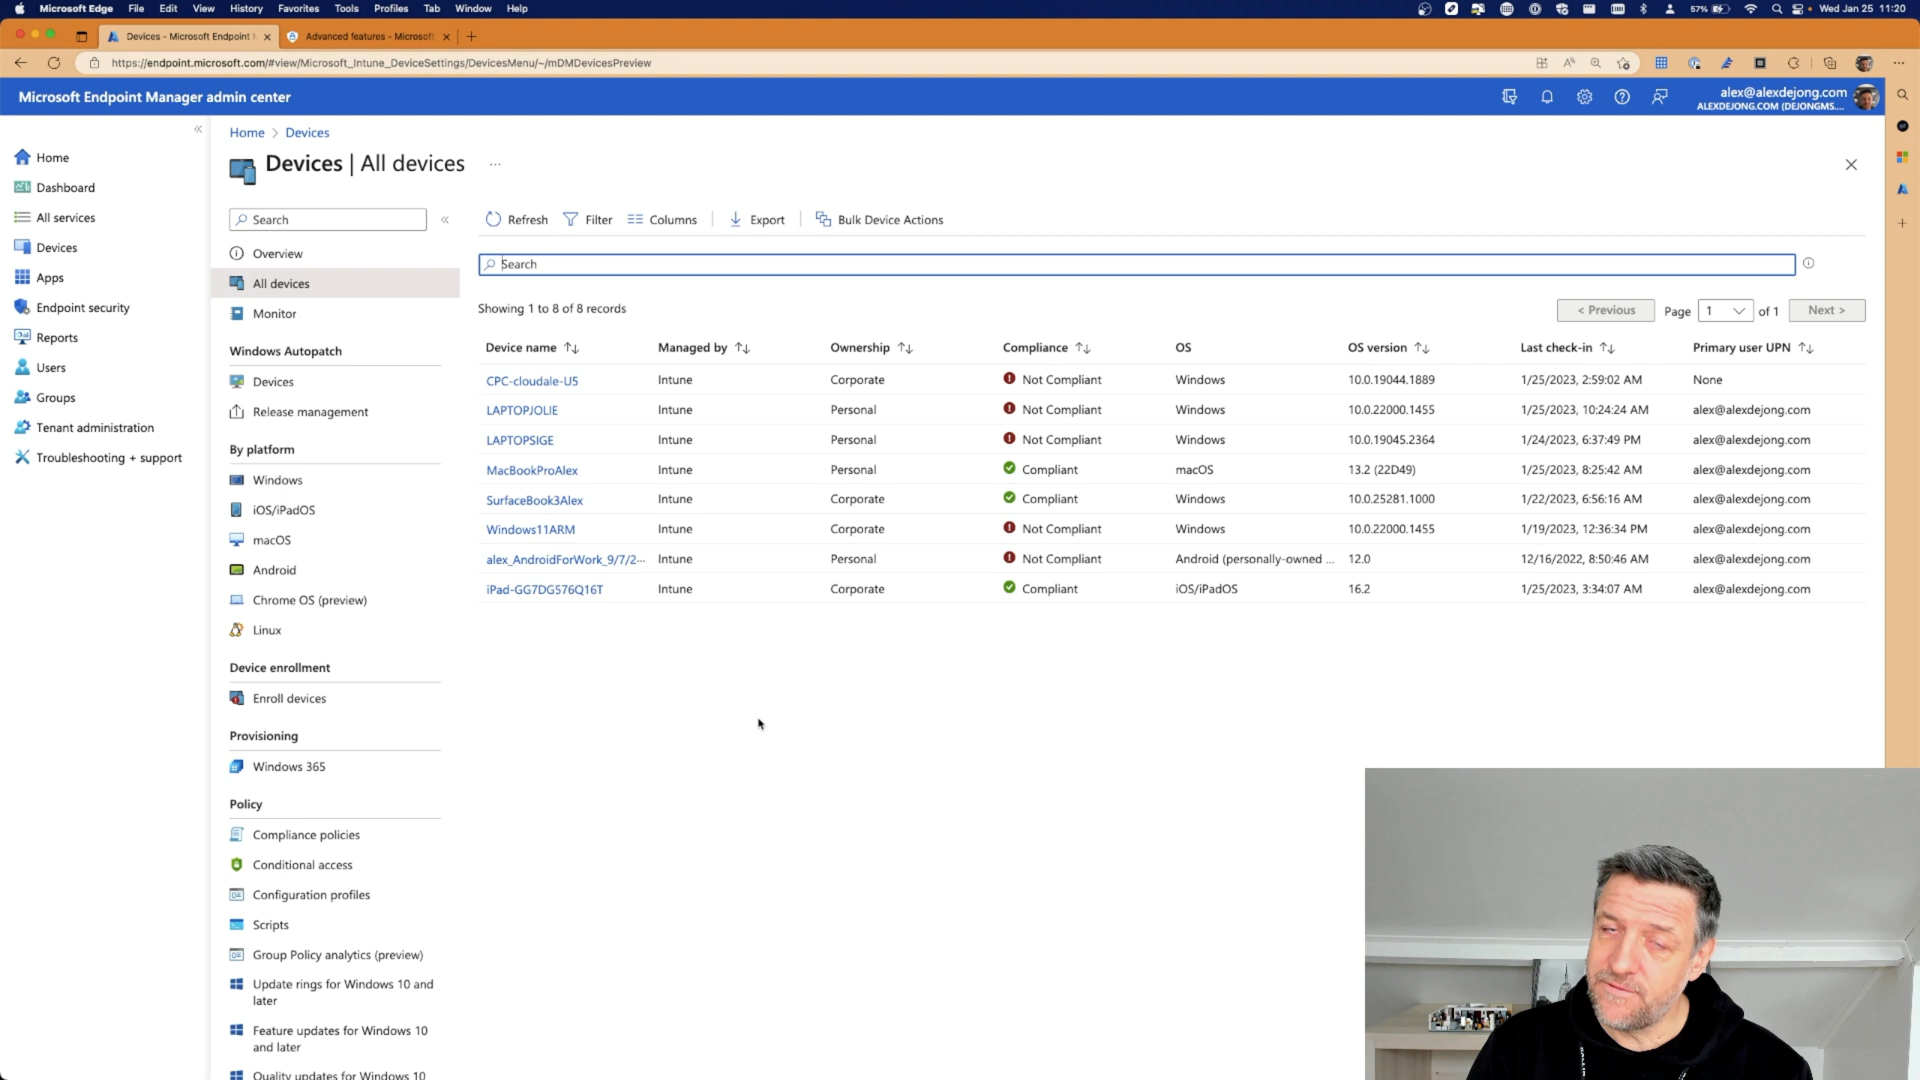 Microsoft Edge File Edit View History Favorites Tools Profiles Tab Window Help
57% Wed Jan 25 11:20
Devices - Microsoft Endpoint M
Advanced features - Microsoft
https://endpoint.microsoft.com/#view/Microsoft_Intune_DeviceSettings/DevicesMenu/~/mDMDevicesPreview
Microsoft Endpoint Manager admin center
alex@alexdejong.com
ALEXDEJONG.COM (DEJONGMS....
Home
Dashboard
All services
Devices
Apps
Endpoint security
Reports
Users
Groups
Tenant administration
Troubleshooting + support
Home > Devices
Devices | All devices ...
Search
Overview
All devices
Monitor
Windows Autopatch
Devices
Release management
By platform
Windows
iOS/iPadOS
macOS
Android
Chrome OS (preview)
Linux
Device enrollment
Enroll devices
Provisioning
Windows 365
Policy
Compliance policies
Conditional access
Configuration profiles
Scripts
Group Policy analytics (preview)
Update rings for Windows 10 and
later
Feature updates for Windows 10
and later
Quality updates for Windows 10
Refresh Filter Columns Export Bulk Device Actions
Search
Showing 1 to 8 of 8 records
< Previous Page 1 of 1 Next >
Device name Managed by Ownership Compliance OS OS version Last check-in Primary user UPN
CPC-cloudale-U5 Intune Corporate Not Compliant Windows 10.0.19044.1889 1/25/2023, 2:59:02 AM None
LAPTOPJOLIE Intune Personal Not Compliant Windows 10.0.22000.1455 1/25/2023, 10:24:24 AM alex@alexdejong.com
LAPTOPSIGE Intune Personal Not Compliant Windows 10.0.19045.2364 1/24/2023, 6:37:49 PM alex@alexdejong.com
MacBookProAlex Intune Personal Compliant macOS 13.2 (22D49) 1/25/2023, 8:25:42 AM alex@alexdejong.com
SurfaceBook3Alex Intune Corporate Compliant Windows 10.0.25281.1000 1/22/2023, 6:56:16 AM alex@alexdejong.com
Windows11ARM Intune Corporate Not Compliant Windows 10.0.22000.1455 1/19/2023, 12:36:34 PM alex@alexdejong.com
alex_AndroidForWork_9/7/2... Intune Personal Not Compliant Android (personally-owned ... 12.0 12/16/2022, 8:50:46 AM alex@alexdejong.com
iPad-GG7DG576Q16T Intune Corporate Compliant iOS/iPadOS 16.2 1/25/2023, 3:34:07 AM alex@alexdejong.com